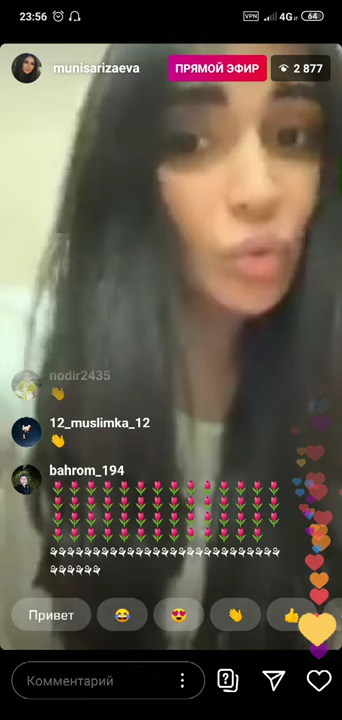 23:56
VPN 4G 64
munisarizaeva ПРЯМОЙ ЭФИР 2 877
nodir2435
12_muslimka_12
bahrom_194
Привет
Комментарий